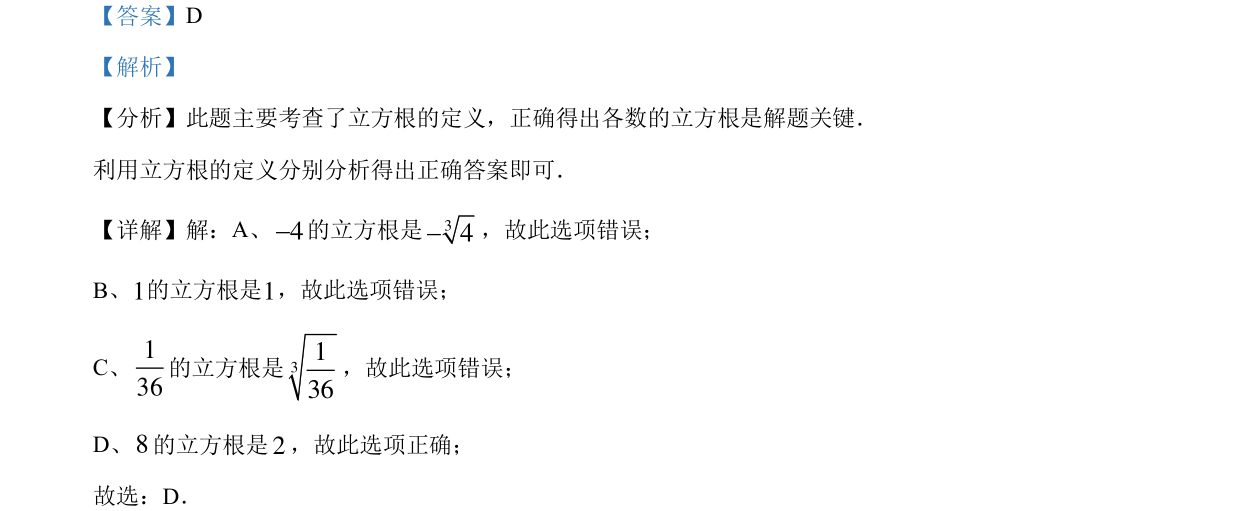 【答案】D
【解析】
【分析】此题主要考查了立方根的定义，正确得出各数的立方根是解题关键．
利用立方根的定义分别分析得出正确答案即可．
【详解】解：A、−4的立方根是−∛4，故此选项错误；
B、1的立方根是1，故此选项错误；
C、1/36的立方根是∛(1/36)，故此选项错误；
D、8的立方根是2，故此选项正确；
故选：D．